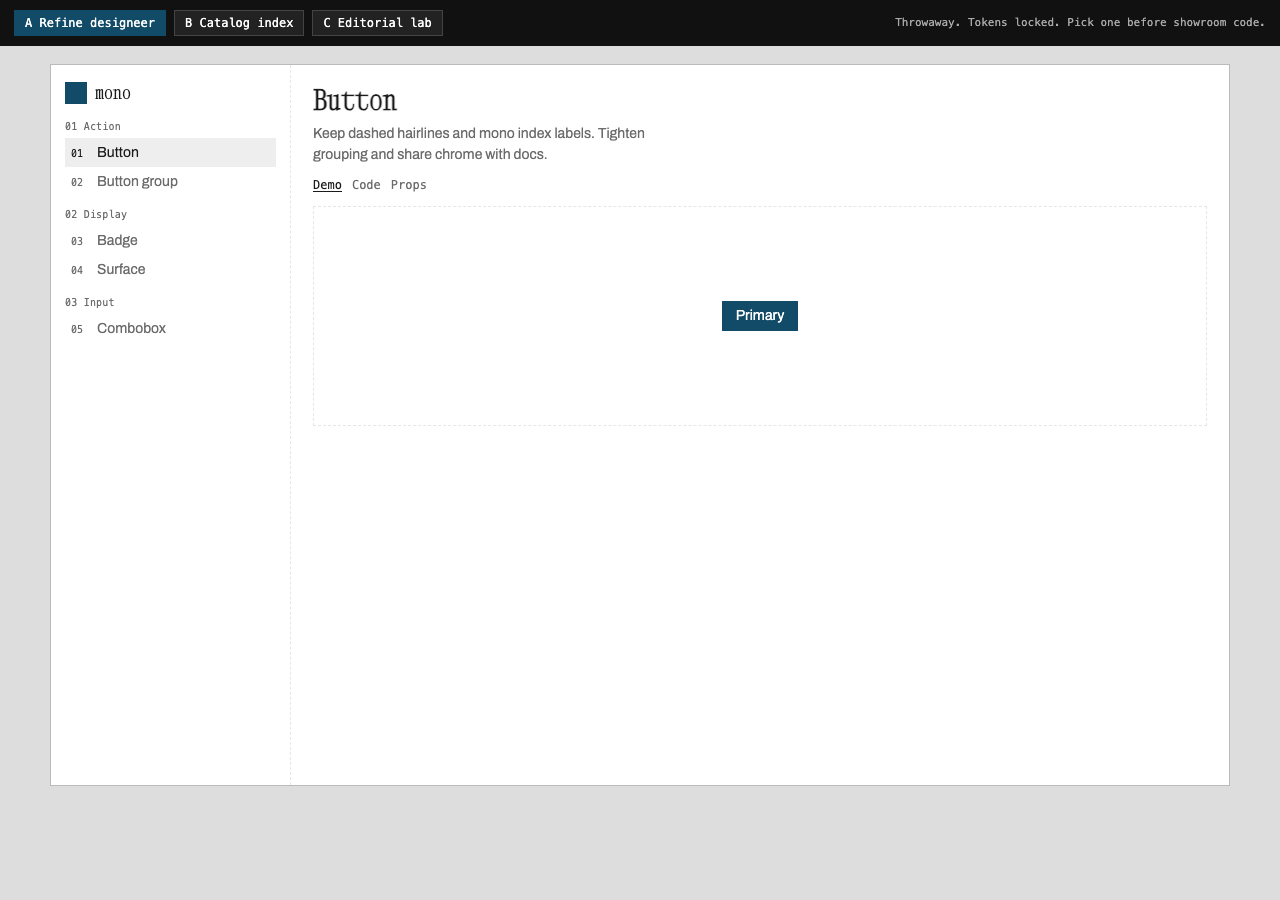 A Refine designeer
B Catalog index
C Editorial lab
Throwaway. Tokens locked. Pick one before showroom code.
mono
01 Action
01 Button
02 Button group
02 Display
03 Badge
04 Surface
03 Input
05 Combobox
Button
Keep dashed hairlines and mono index labels. Tighten
grouping and share chrome with docs.
Demo Code Props
Primary